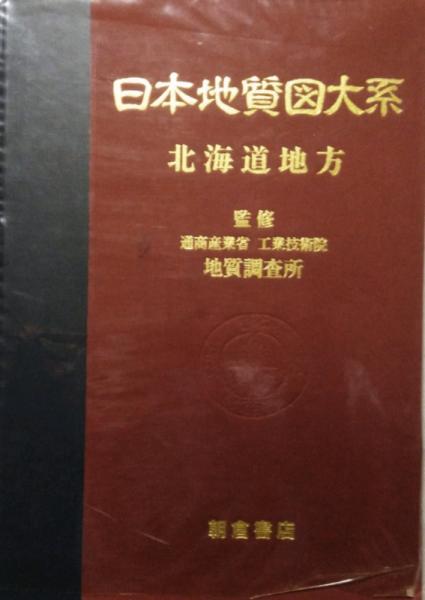 日本地質図大系
北海道地方
監修
通商産業省 工業技術院
地質調査所
朝倉書店